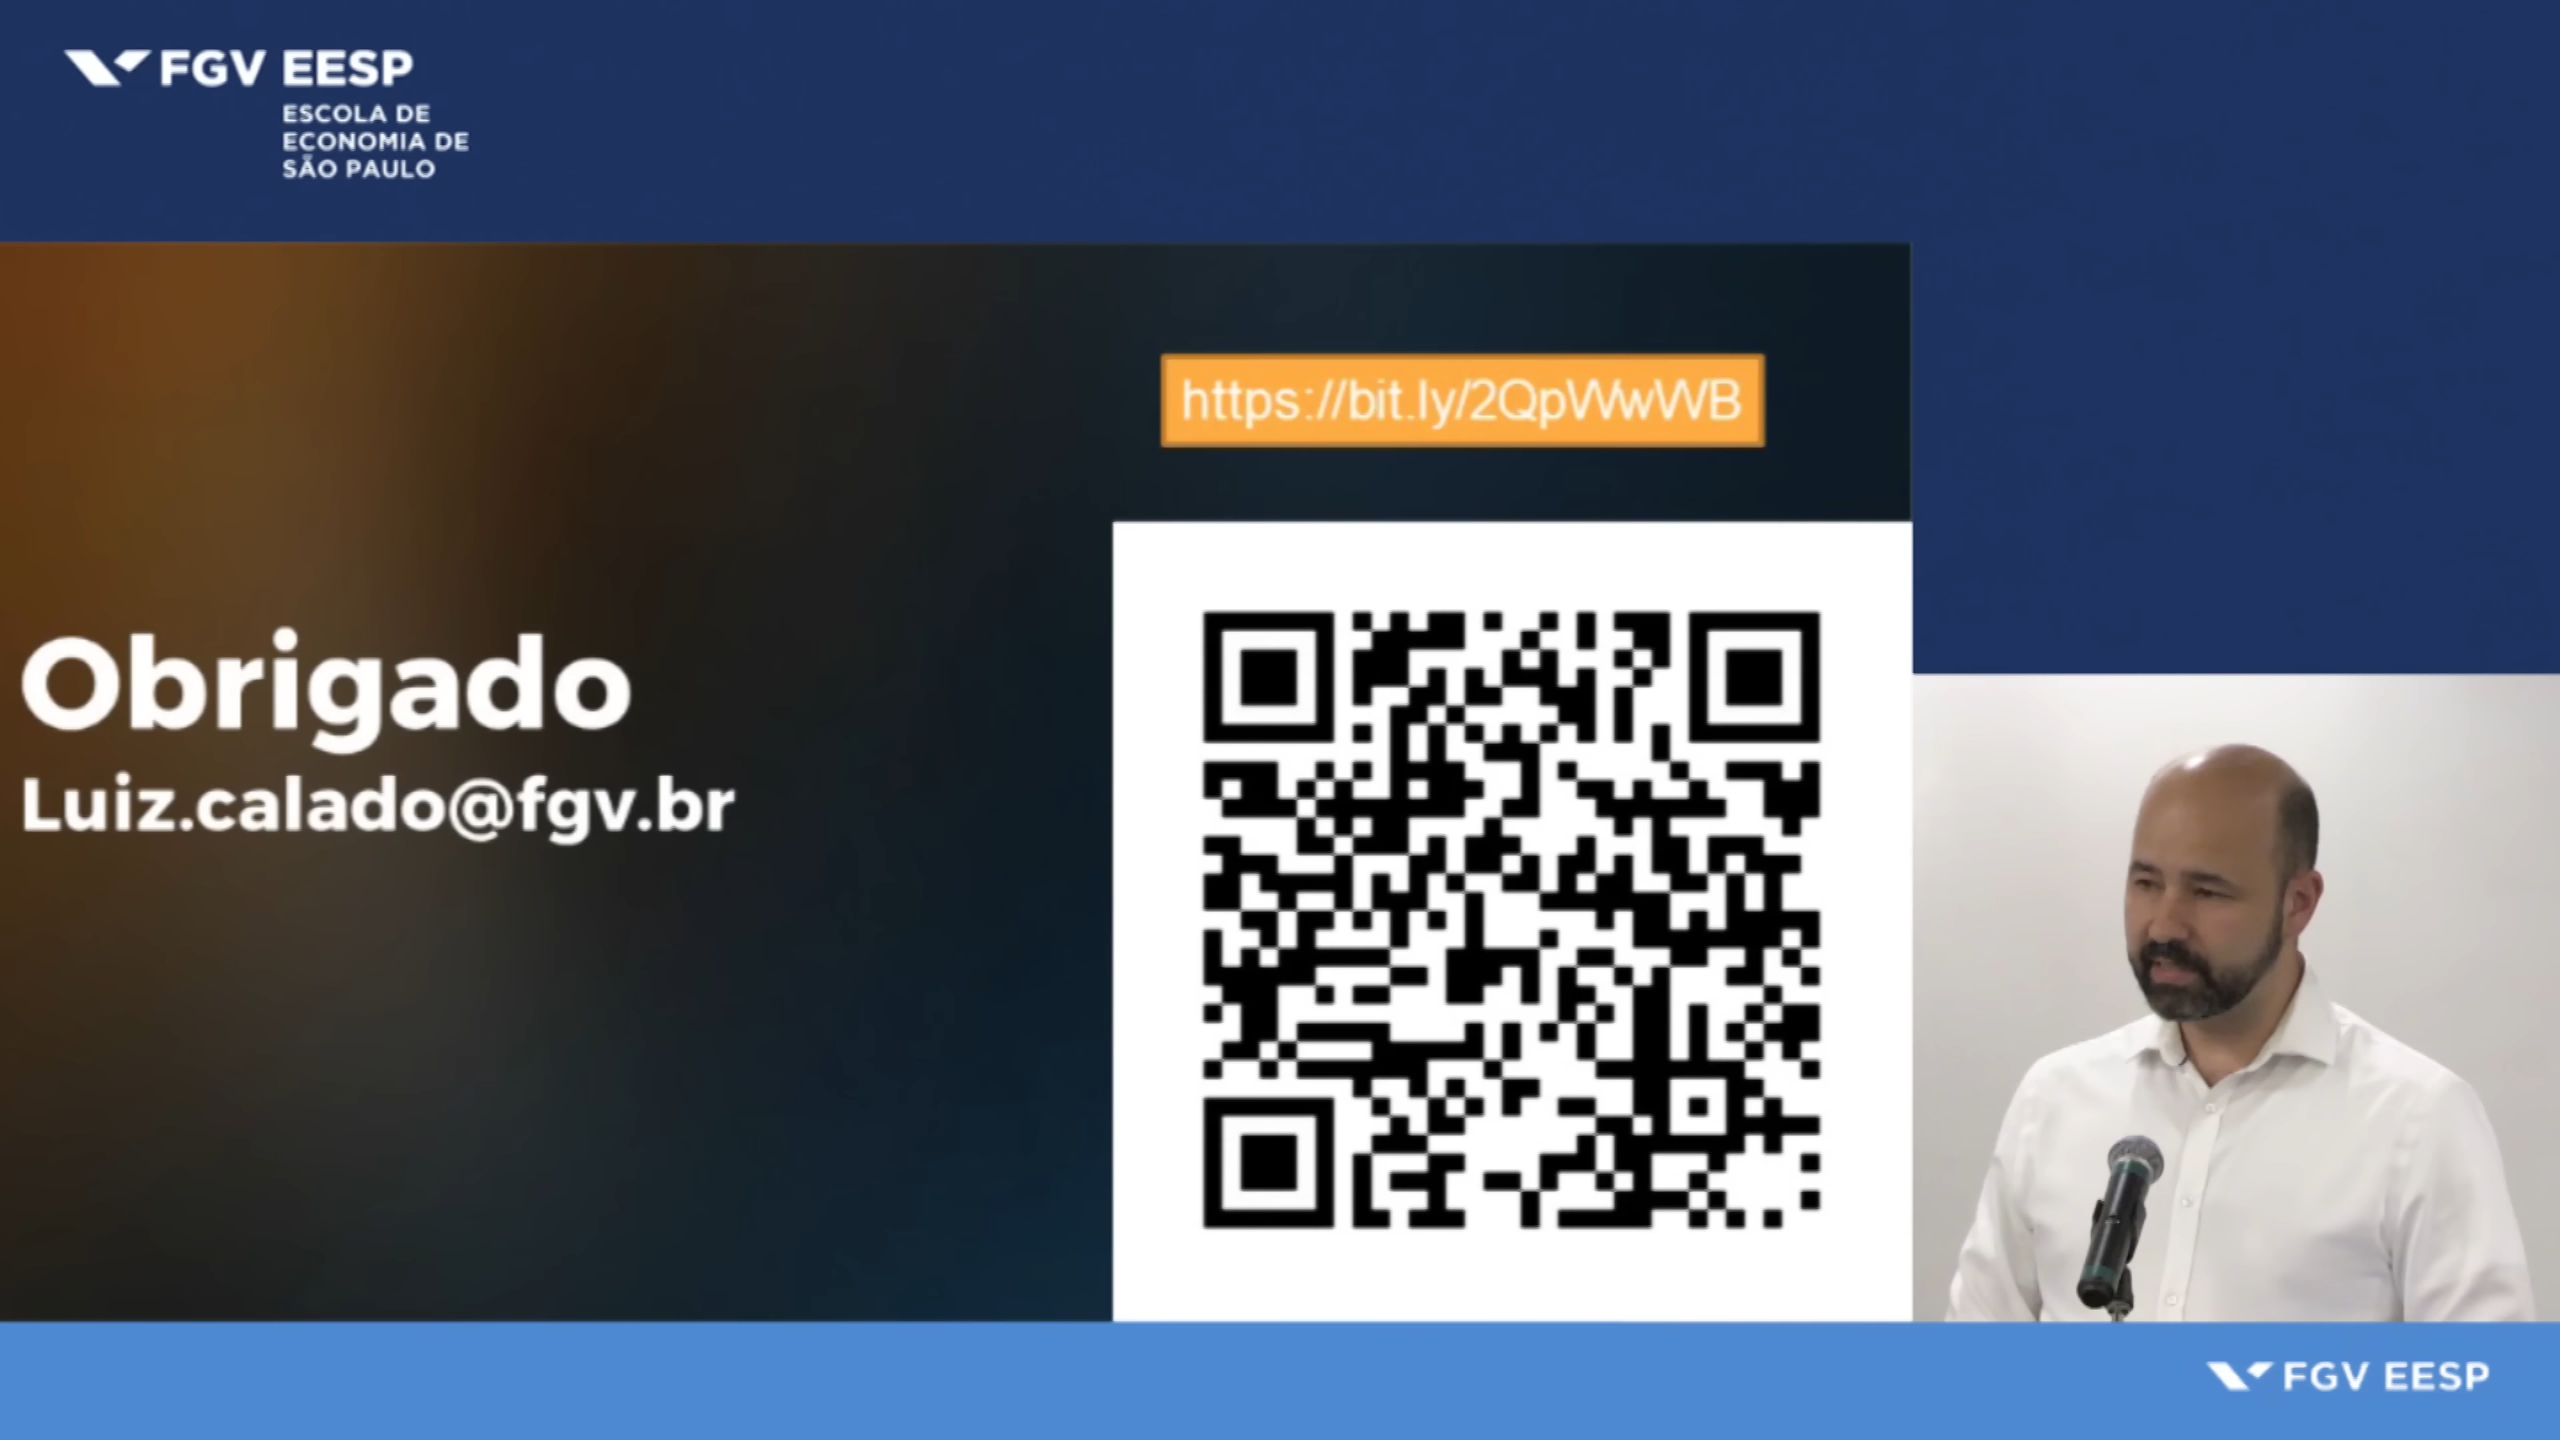 FGV EESP
ESCOLA DE
ECONOMIA DE
SÃO PAULO
https://bit.ly/2QpWwWB
Obrigado
Luiz.calado@fgv.br
FGV EESP